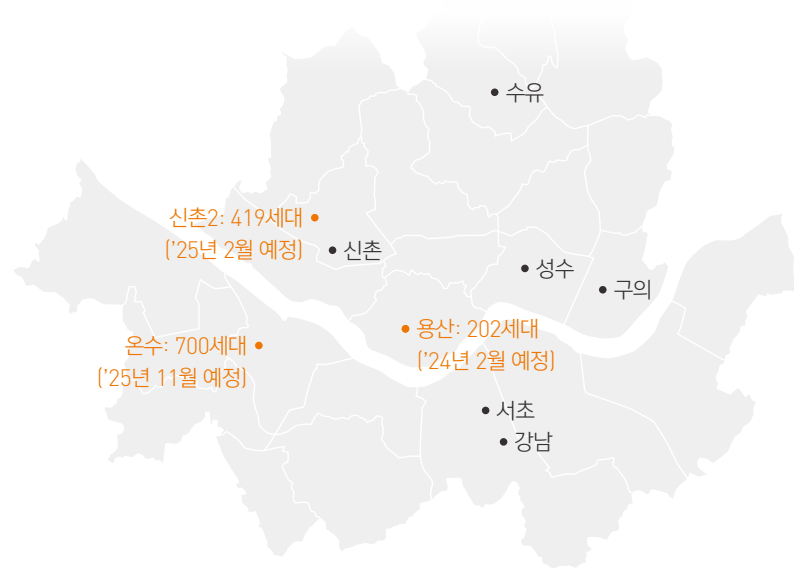 수유
신촌2: 419세대
(’25년 2월 예정)
신촌
성수
구의
용산: 202세대
(’24년 2월 예정)
온수: 700세대
(’25년 11월 예정)
서초
강남